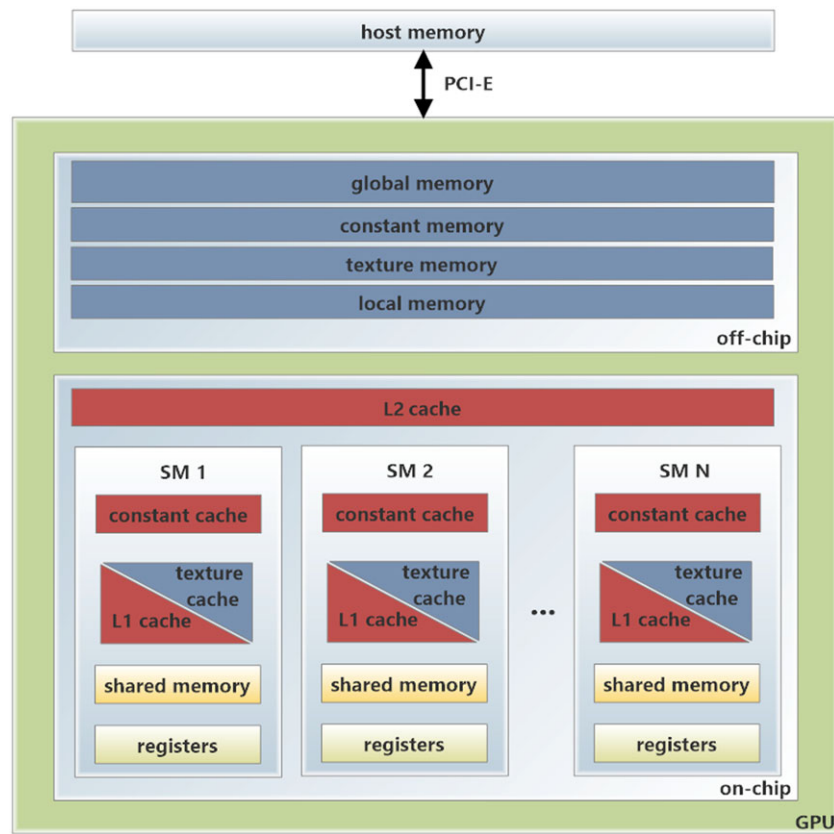 host memory
PCI-E
global memory
constant memory
texture memory
local memory
off-chip
L2 cache
SM 1
constant cache
texture
cache
L1 cache
shared memory
registers
SM 2
constant cache
texture
cache
L1 cache
shared memory
registers
...
SM N
constant cache
texture
cache
L1 cache
shared memory
registers
on-chip
GPU